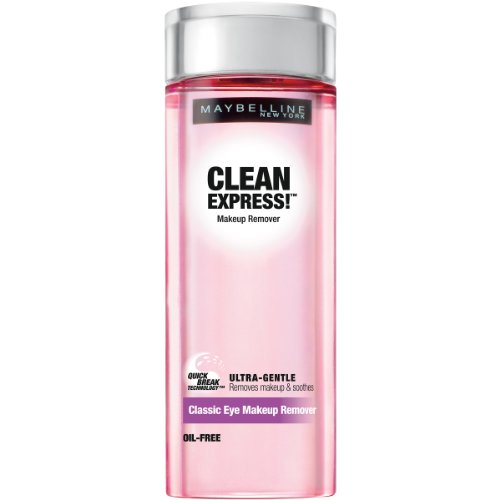 MAYBELLINE
NEW YORK
CLEAN
EXPRESS!™
Makeup Remover
QUICK
BREAK
TECHNOLOGY™
ULTRA-GENTLE
Removes makeup & soothes
Classic Eye Makeup Remover
OIL-FREE